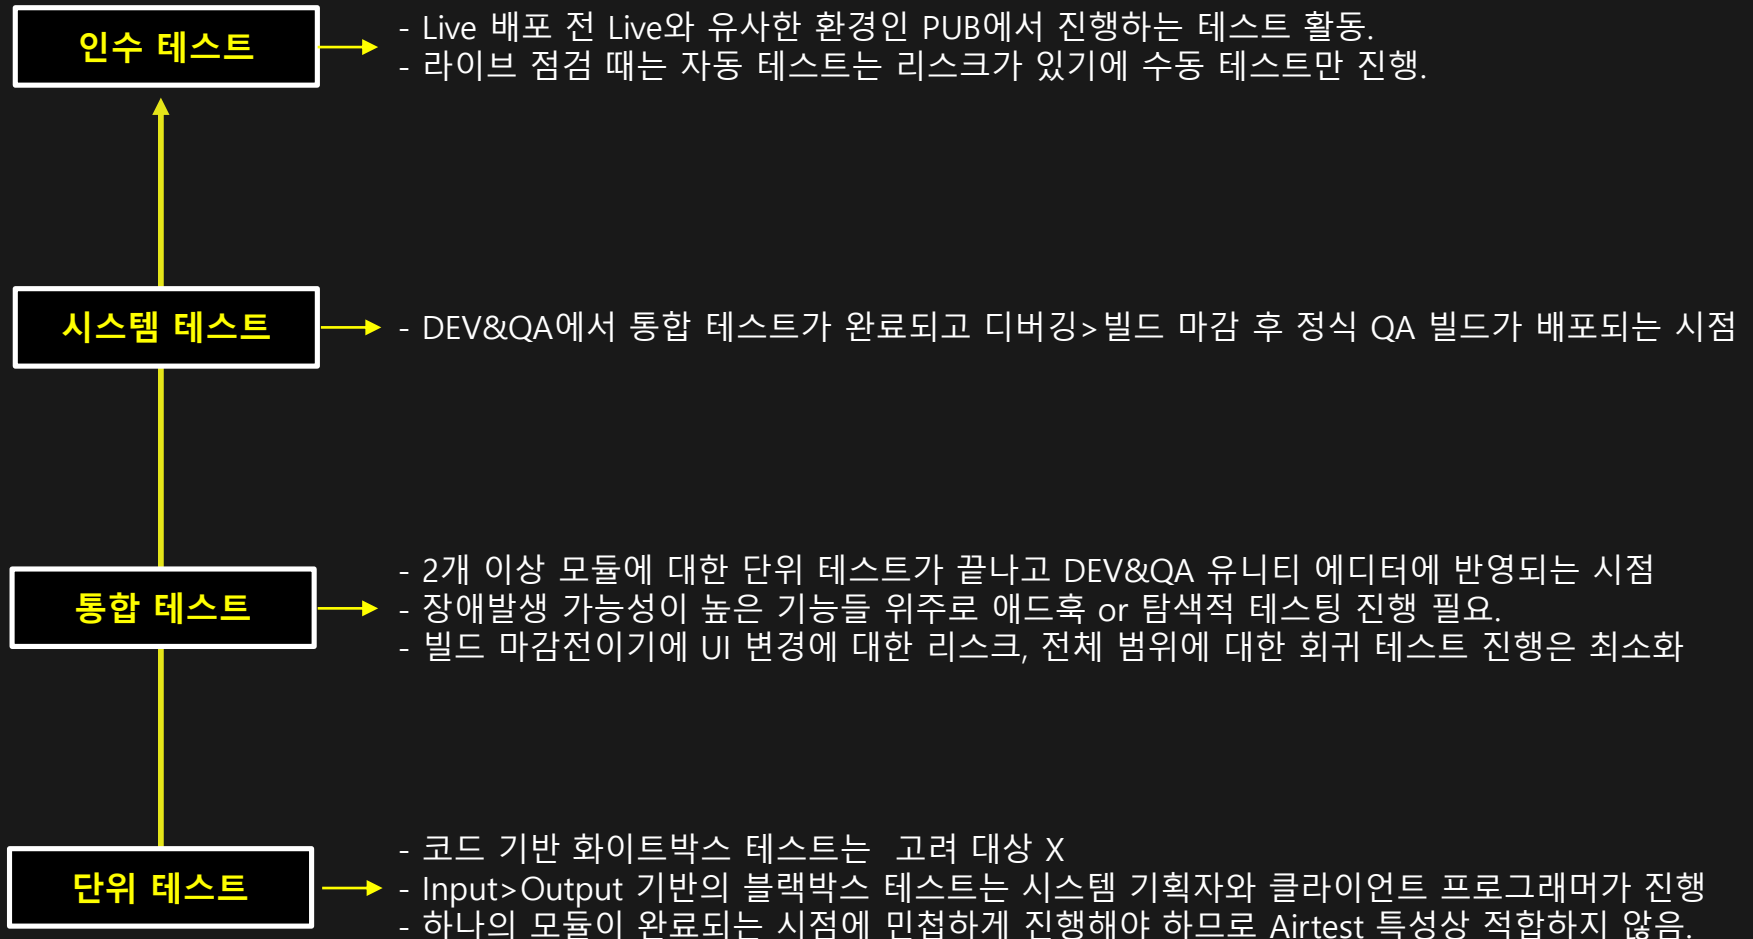 인수 테스트
- Live 배포 전 Live와 유사한 환경인 PUB에서 진행하는 테스트 활동.
- 라이브 점검 때는 자동 테스트는 리스크가 있기에 수동 테스트만 진행.
시스템 테스트
- DEV&QA에서 통합 테스트가 완료되고 디버깅>빌드 마감 후 정식 QA 빌드가 배포되는 시점
통합 테스트
- 2개 이상 모듈에 대한 단위 테스트가 끝나고 DEV&QA 유니티 에디터에 반영되는 시점
- 장애발생 가능성이 높은 기능들 위주로 애드훅 or 탐색적 테스팅 진행 필요.
- 빌드 마감전이기에 UI 변경에 대한 리스크, 전체 범위에 대한 회귀 테스트 진행은 최소화
단위 테스트
- 코드 기반 화이트박스 테스트는 고려 대상 X
- Input>Output 기반의 블랙박스 테스트는 시스템 기획자와 클라이언트 프로그래머가 진행
- 하나의 모듈이 완료되는 시점에 민첩하게 진행해야 하므로 Airtest 특성상 적합하지 않음.